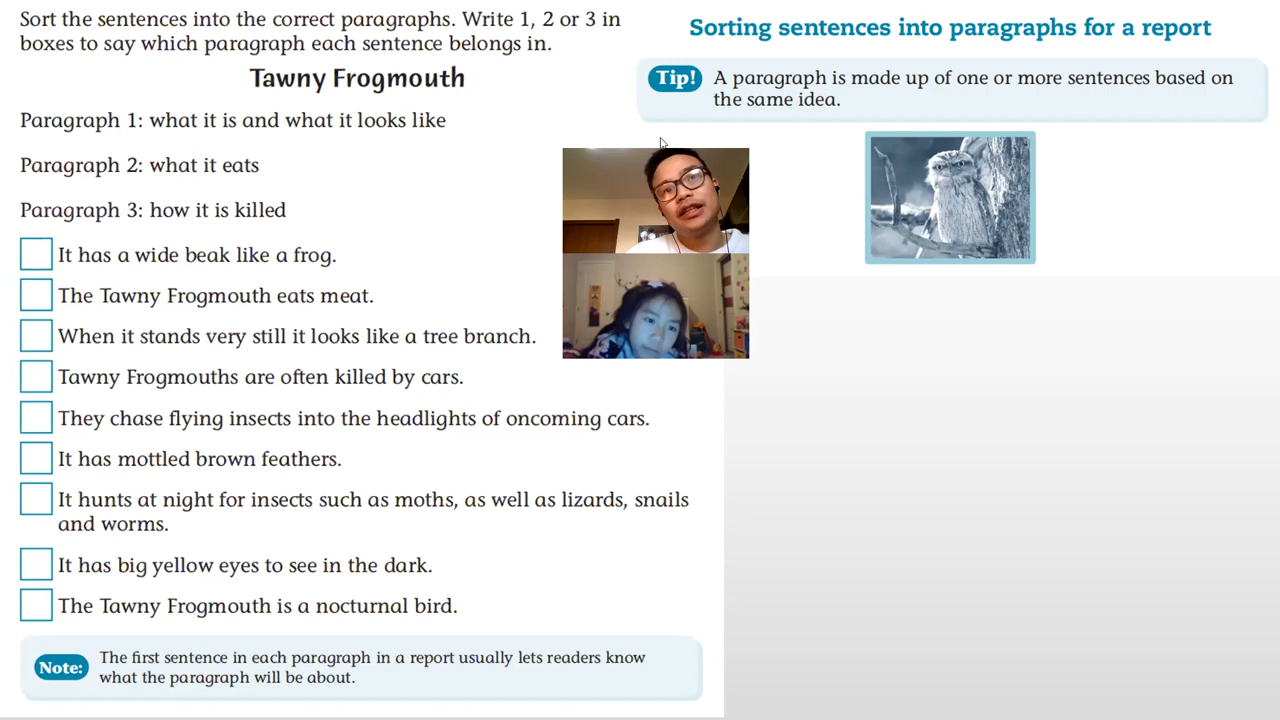 Sort the sentences into the correct paragraphs. Write 1, 2 or 3 in
boxes to say which paragraph each sentence belongs in.
Tawny Frogmouth
Paragraph 1: what it is and what it looks like
Paragraph 2: what it eats
Paragraph 3: how it is killed
It has a wide beak like a frog.
The Tawny Frogmouth eats meat.
When it stands very still it looks like a tree branch.
Tawny Frogmouths are often killed by cars.
They chase flying insects into the headlights of oncoming cars.
It has mottled brown feathers.
It hunts at night for insects such as moths, as well as lizards, snails
and worms.
It has big yellow eyes to see in the dark.
The Tawny Frogmouth is a nocturnal bird.
Note: The first sentence in each paragraph in a report usually lets readers know
what the paragraph will be about.
Sorting sentences into paragraphs for a report
Tip! A paragraph is made up of one or more sentences based on
the same idea.